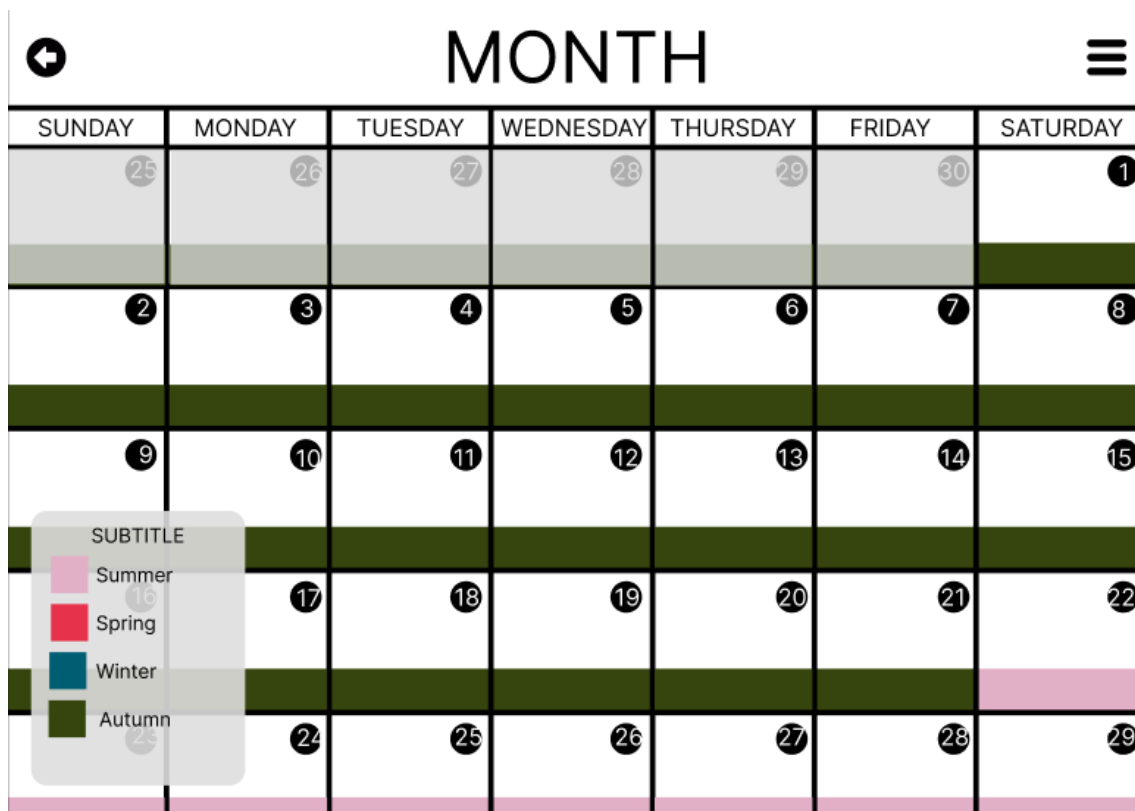 MONTH
SUNDAY MONDAY TUESDAY WEDNESDAY THURSDAY FRIDAY SATURDAY
25 26 27 28 29 30 1
2 3 4 5 6 7 8
9 10 11 12 13 14 15
SUBTITLE
Summer
16 17 18 19 20 21 22
Spring
Winter
Autumn
23 24 25 26 27 28 29